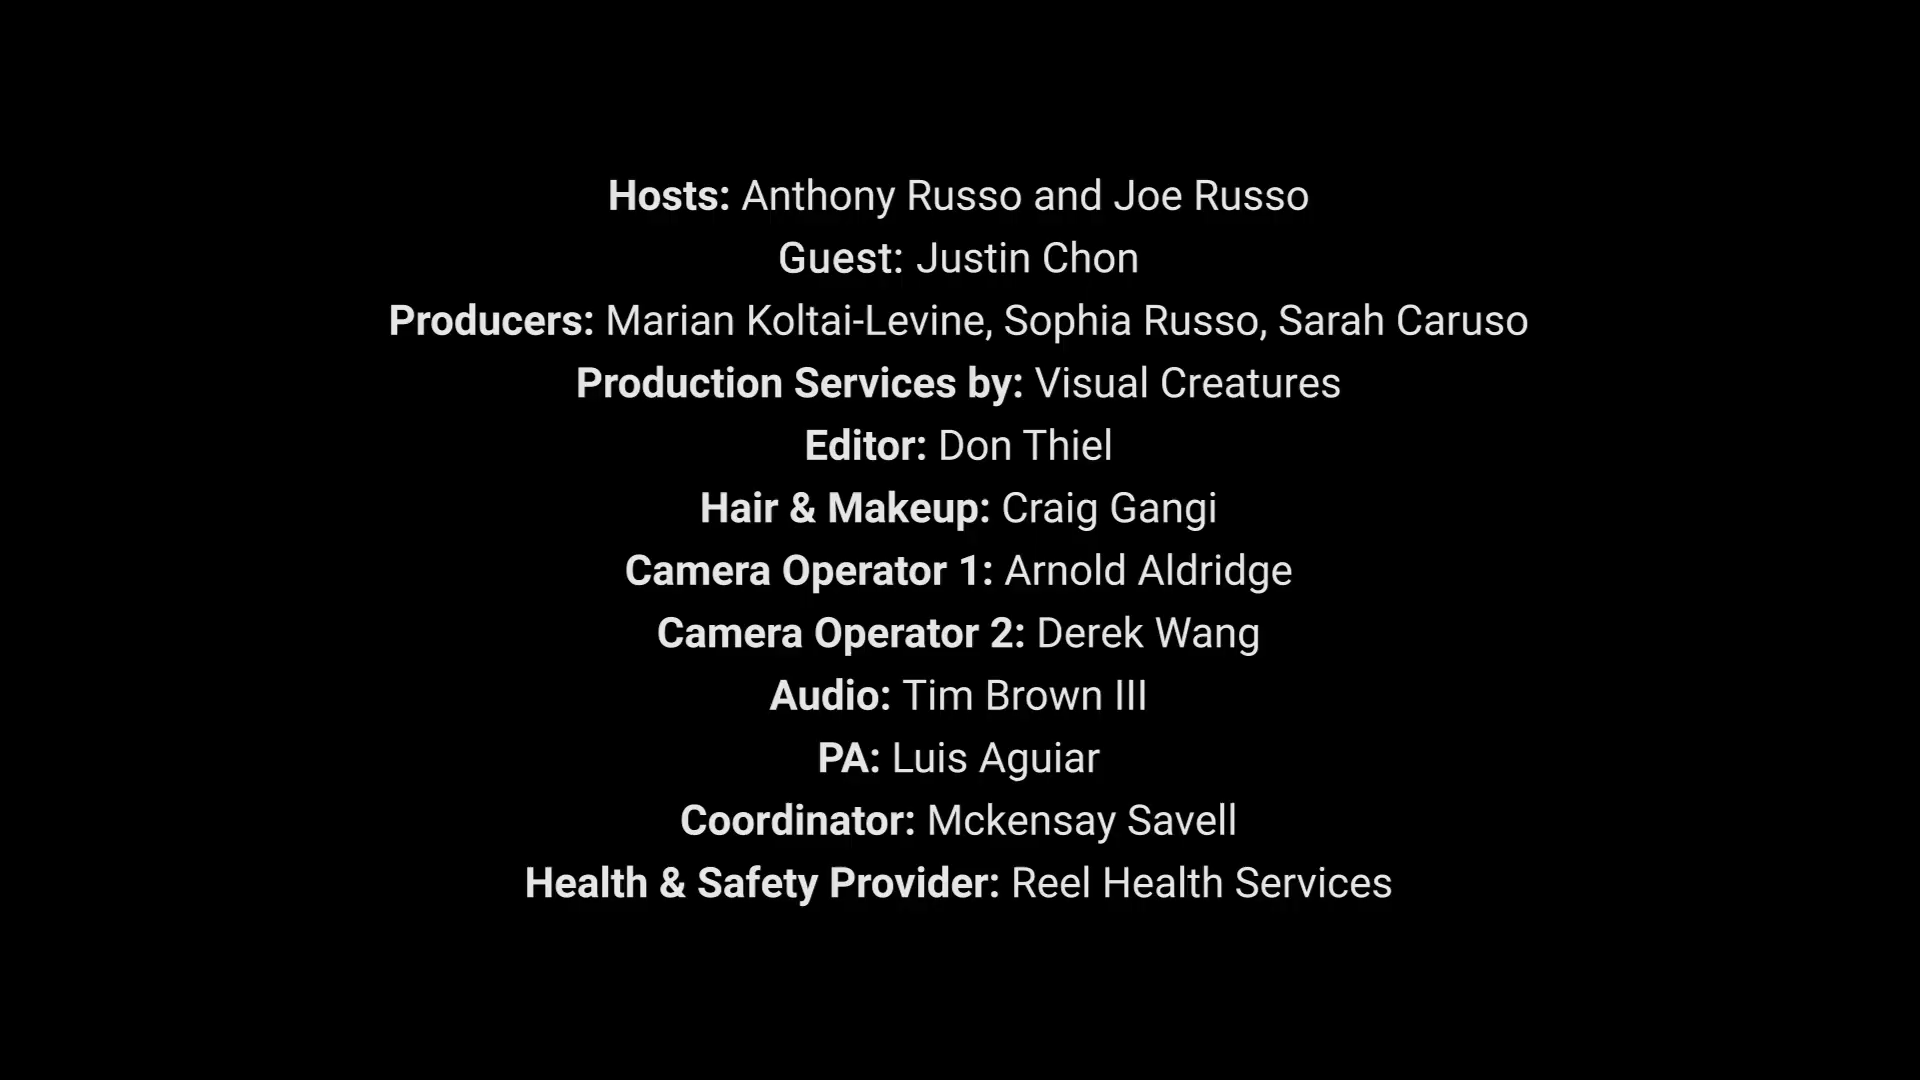 Hosts: Anthony Russo and Joe Russo
Guest: Justin Chon
Producers: Marian Koltai-Levine, Sophia Russo, Sarah Caruso
Production Services by: Visual Creatures
Editor: Don Thiel
Hair & Makeup: Craig Gangi
Camera Operator 1: Arnold Aldridge
Camera Operator 2: Derek Wang
Audio: Tim Brown III
PA: Luis Aguiar
Coordinator: Mckensay Savell
Health & Safety Provider: Reel Health Services